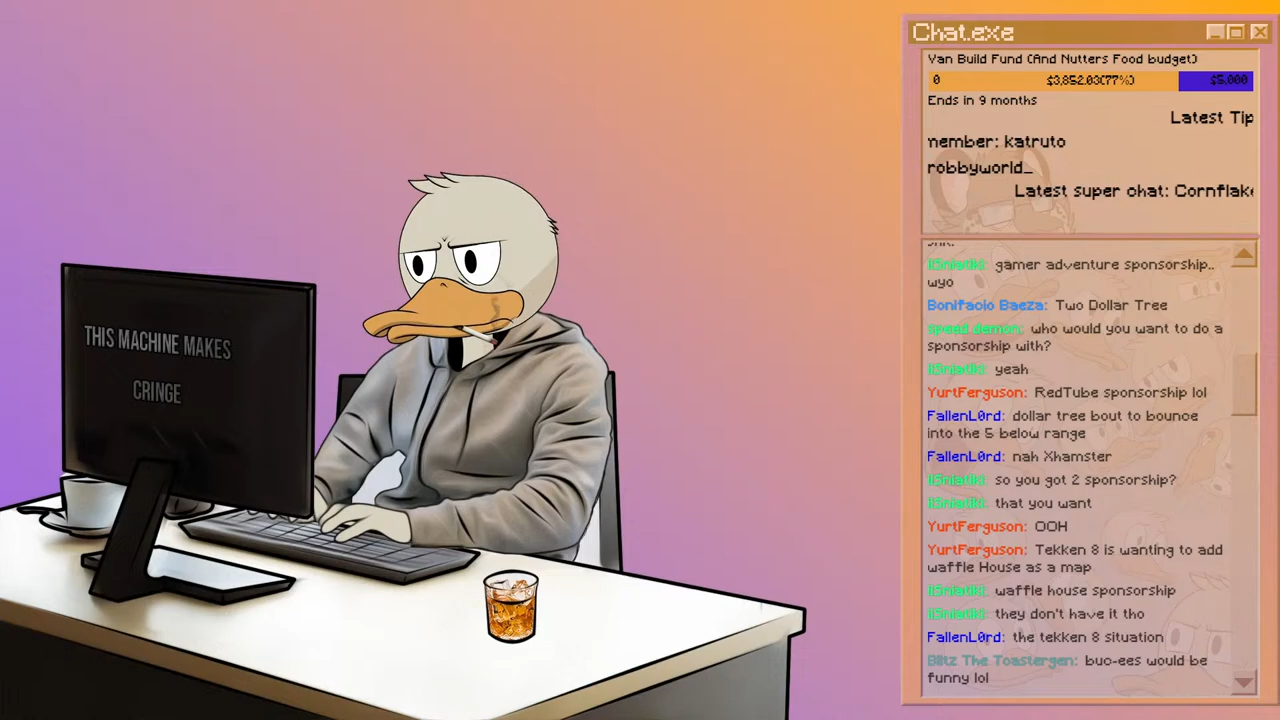 THIS MACHINE MAKES
CRINGE
Chat.exe
Van Build Fund (And Nutters Food budget)
0 $3,852.03(77%) $5,000
Ends in 9 months
Latest Tip
nember: katruto
robbyworld_
Latest super chat: Cornflake
gamer adventure sponsorship..
wyo
Bonifacio Baeza: Two Dollar Tree
speed demon: who would you want to do a
sponsorship with?
yeah
YurtFerguson: RedTube sponsorship lol
FallenL0rd: dollar tree bout to bounce
into the 5 below range
FallenL0rd: nah Xhamster
so you got 2 sponsorship?
that you want
YurtFerguson: OOH
YurtFerguson: Tekken 8 is wanting to add
waffle House as a map
waffle house sponsorship
they don't have it tho
FallenL0rd: the tekken 8 situation
Blitz The Toastergen: buc-ees would be
funny lol